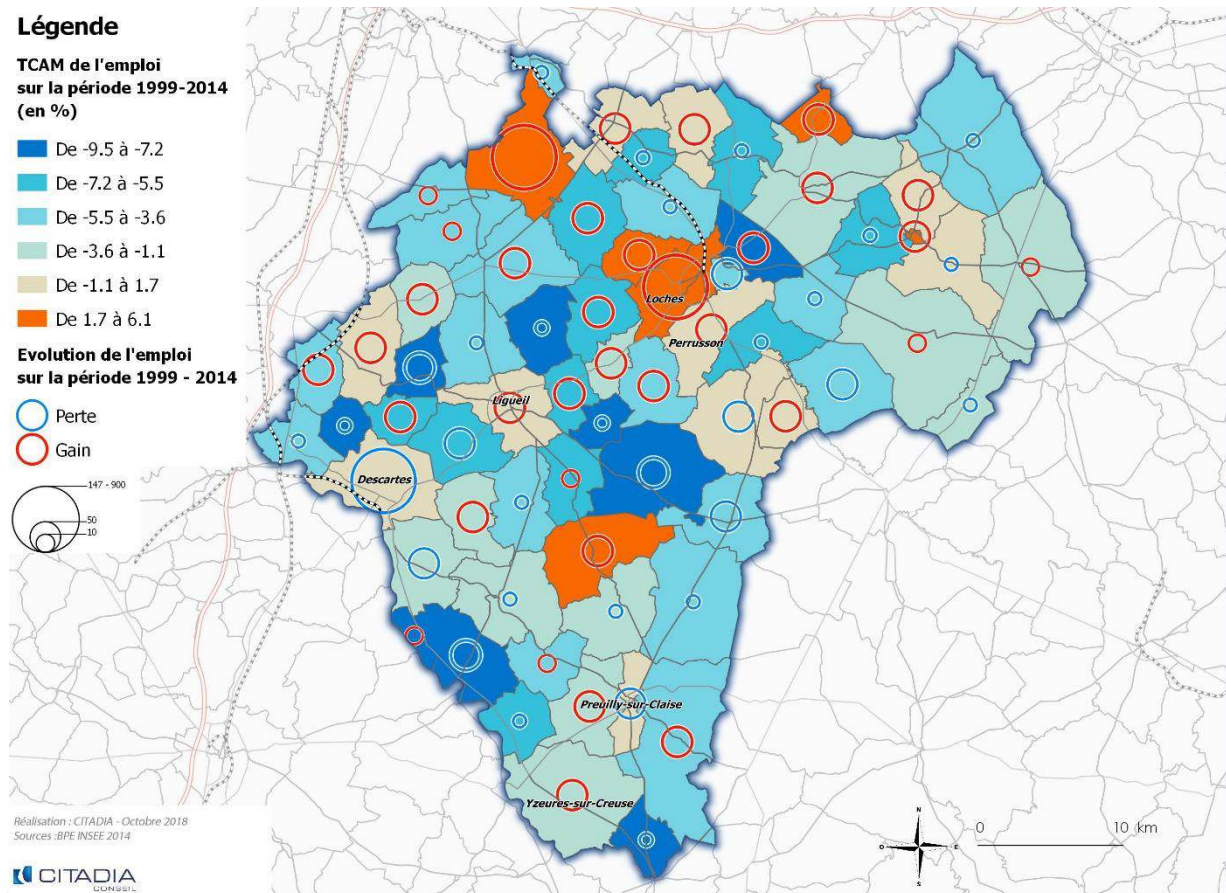 Légende
TCAM de l'emploi
sur la période 1999-2014
(en %)
De -9.5 à -7.2
De -7.2 à -5.5
De -5.5 à -3.6
De -3.6 à -1.1
De -1.1 à 1.7
De 1.7 à 6.1
Evolution de l'emploi
sur la période 1999 - 2014
Perte
Gain
147 - 900
50
10
Loches
Perrusson
Ligueil
Descartes
Preuilly-sur-Claise
Yzeures-sur-Creuse
Réalisation : CITADIA - Octobre 2018
Sources :BPE INSEE 2014
CITADIA
CONSEIL
N
O
E
S
0
10 km